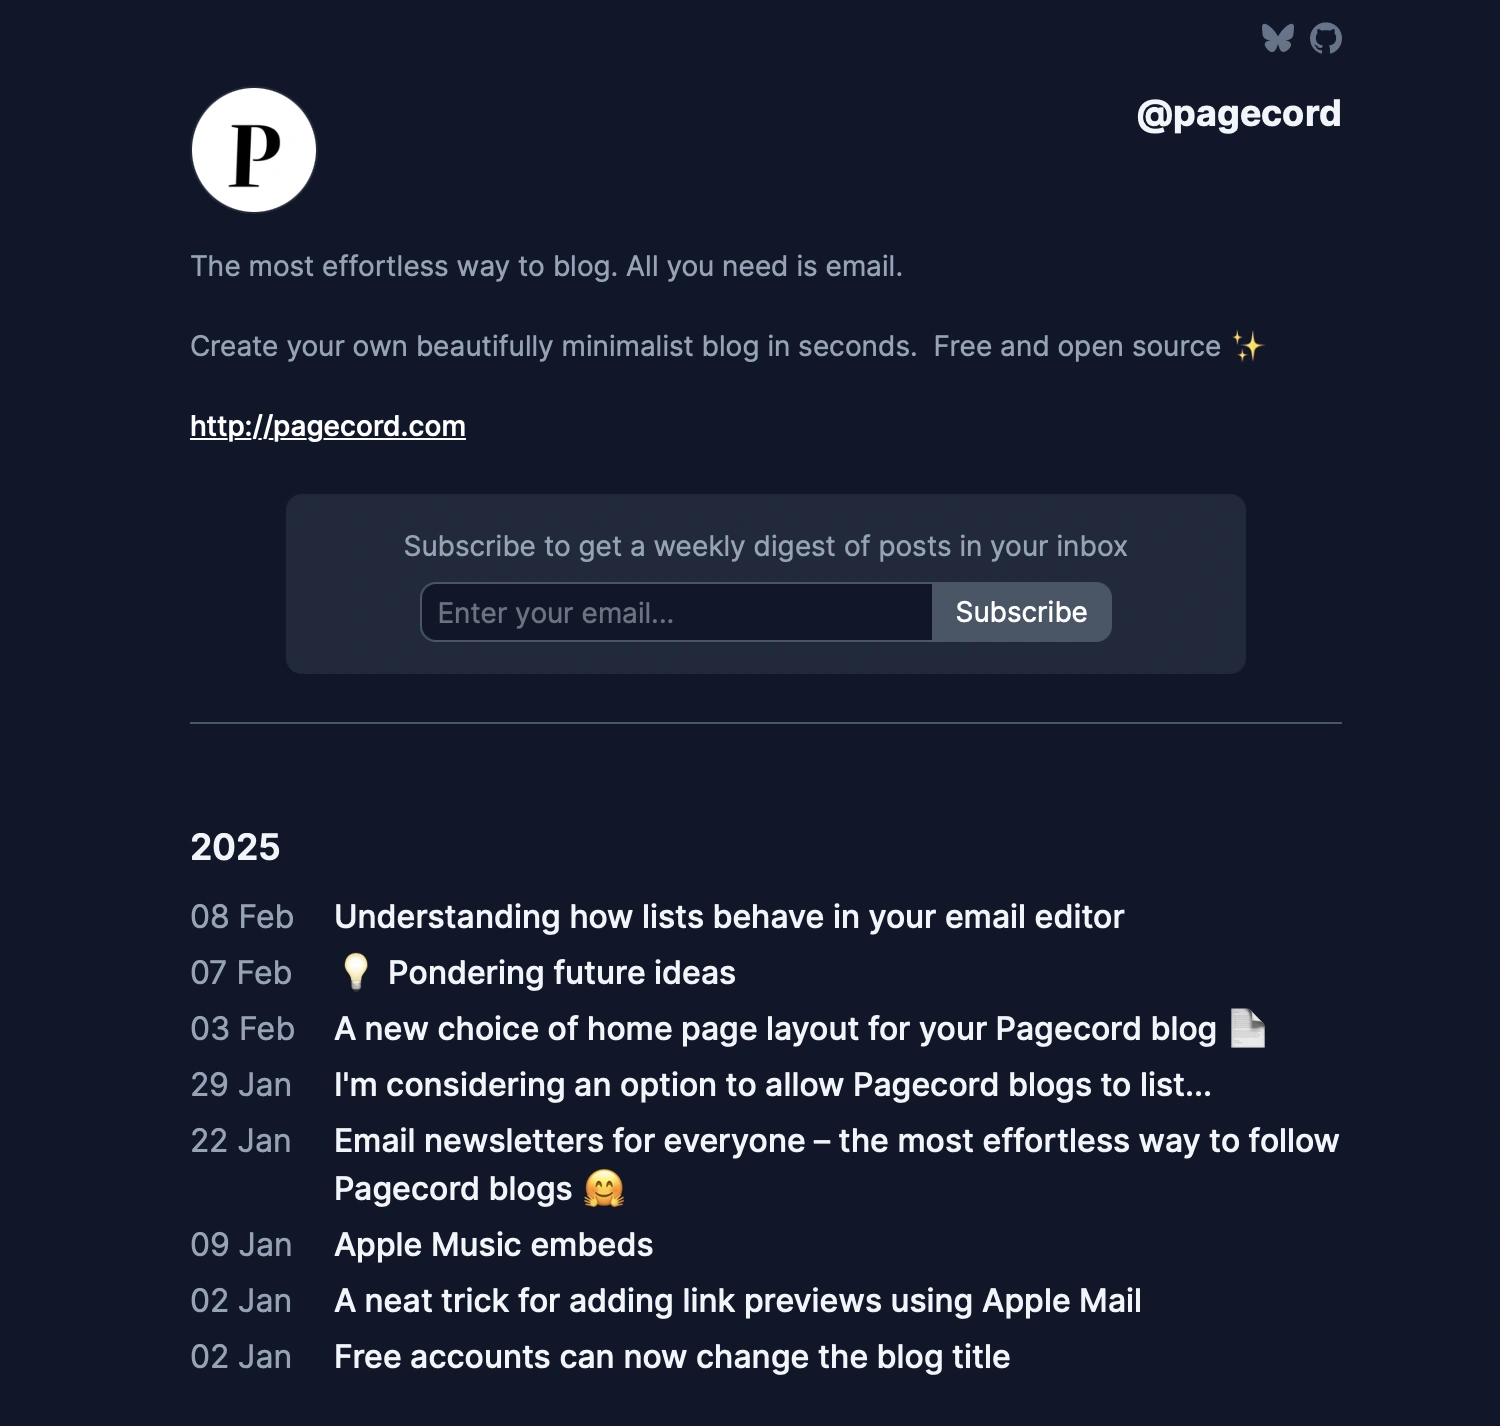 @pagecord
P
The most effortless way to blog. All you need is email.
Create your own beautifully minimalist blog in seconds.  Free and open source ✨
http://pagecord.com
Subscribe to get a weekly digest of posts in your inbox
Enter your email...
Subscribe
2025
08 Feb Understanding how lists behave in your email editor
07 Feb 💡 Pondering future ideas
03 Feb A new choice of home page layout for your Pagecord blog 📄
29 Jan I'm considering an option to allow Pagecord blogs to list...
22 Jan Email newsletters for everyone – the most effortless way to follow
Pagecord blogs 🤗
09 Jan Apple Music embeds
02 Jan A neat trick for adding link previews using Apple Mail
02 Jan Free accounts can now change the blog title